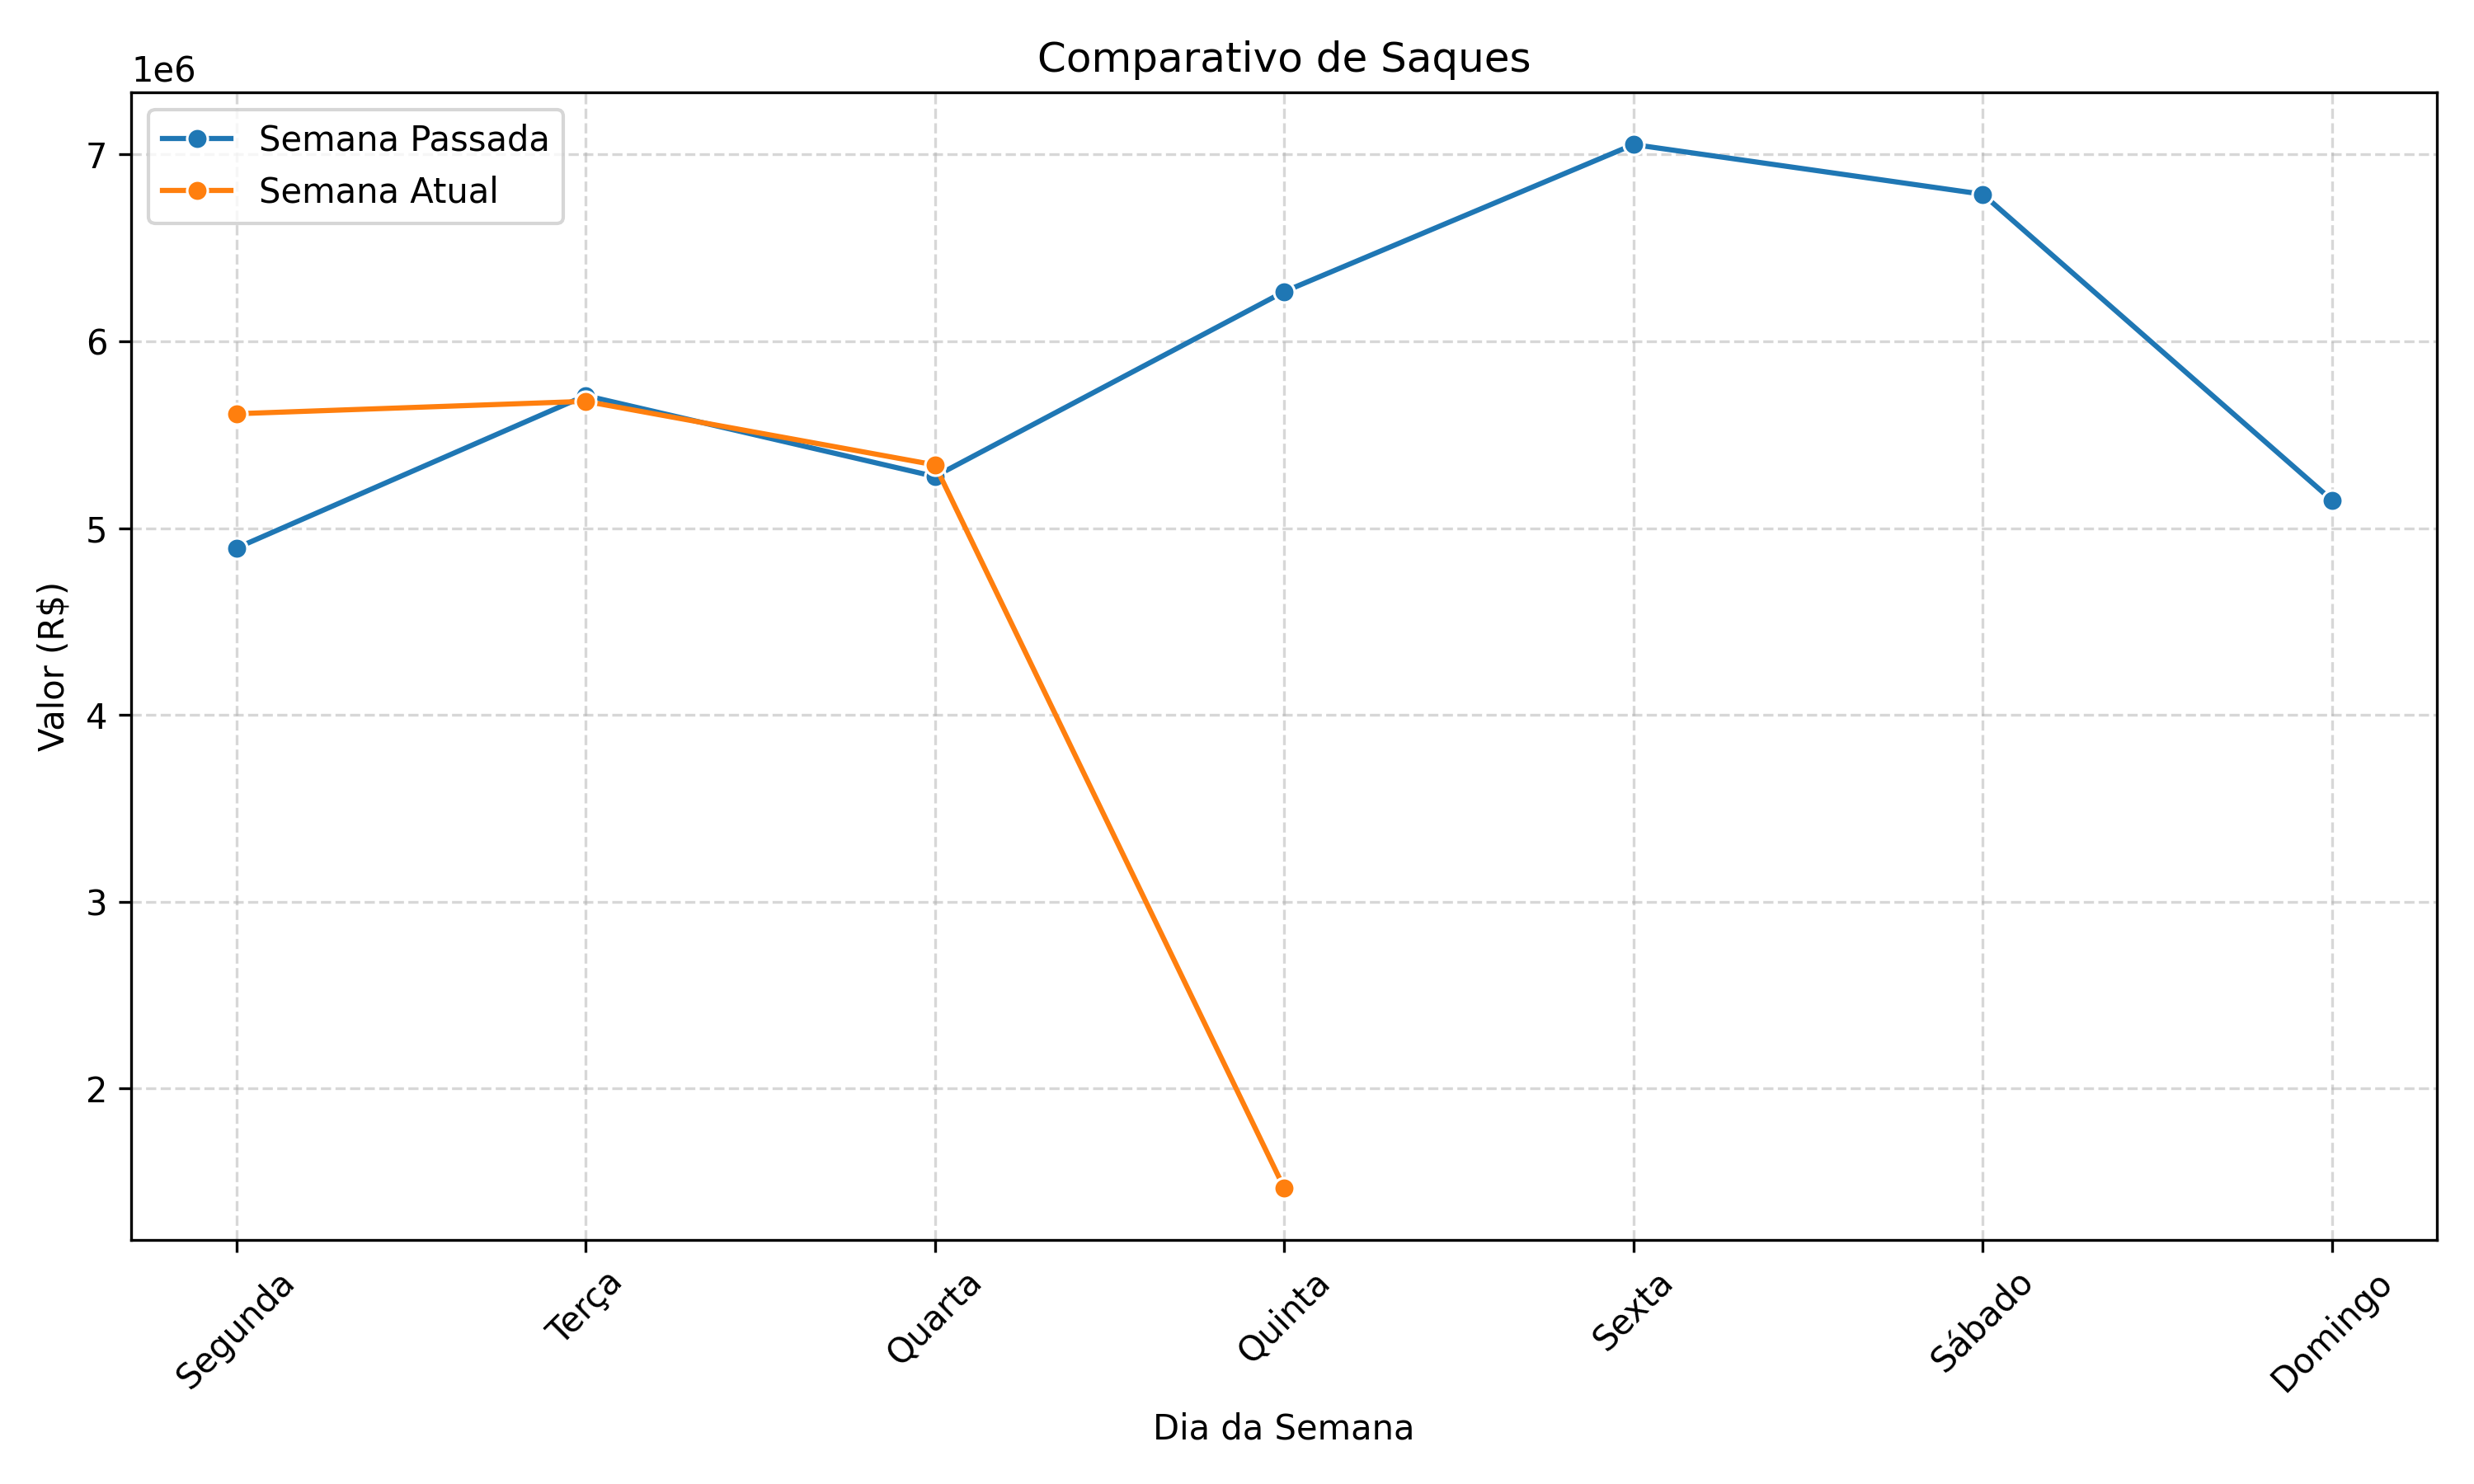 Comparativo de Saques
1e6
Semana Passada
Semana Atual
7
6
5
4
3
2
Valor (R$)
Segunda
Terça
Quarta
Quinta
Sexta
Sábado
Domingo
Dia da Semana